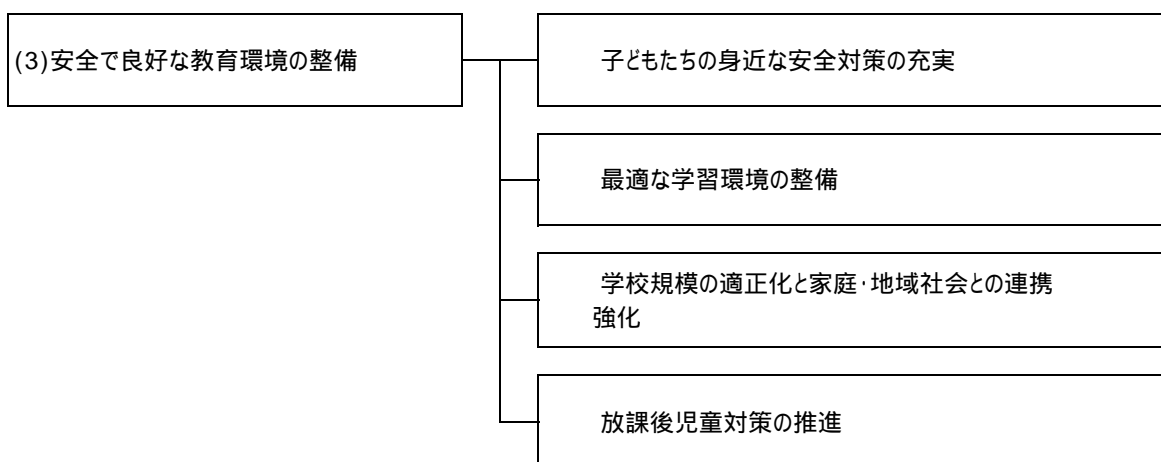 (3)安全で良好な教育環境の整備
子どもたちの身近な安全対策の充実
最適な学習環境の整備
学校規模の適正化と家庭・地域社会との連携
強化
放課後児童対策の推進